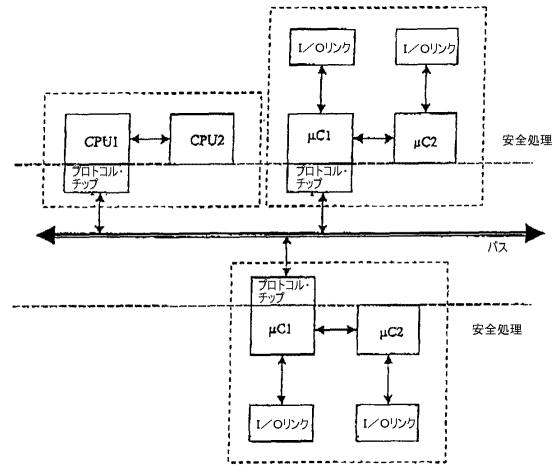 I／Oリンク
I／Oリンク
CPU1
CPU2
μC1
μC2
安全処理
プロトコル・
チップ
プロトコル・
チップ
バス
プロトコル・
チップ
μC1
μC2
安全処理
I／Oリンク
I／Oリンク